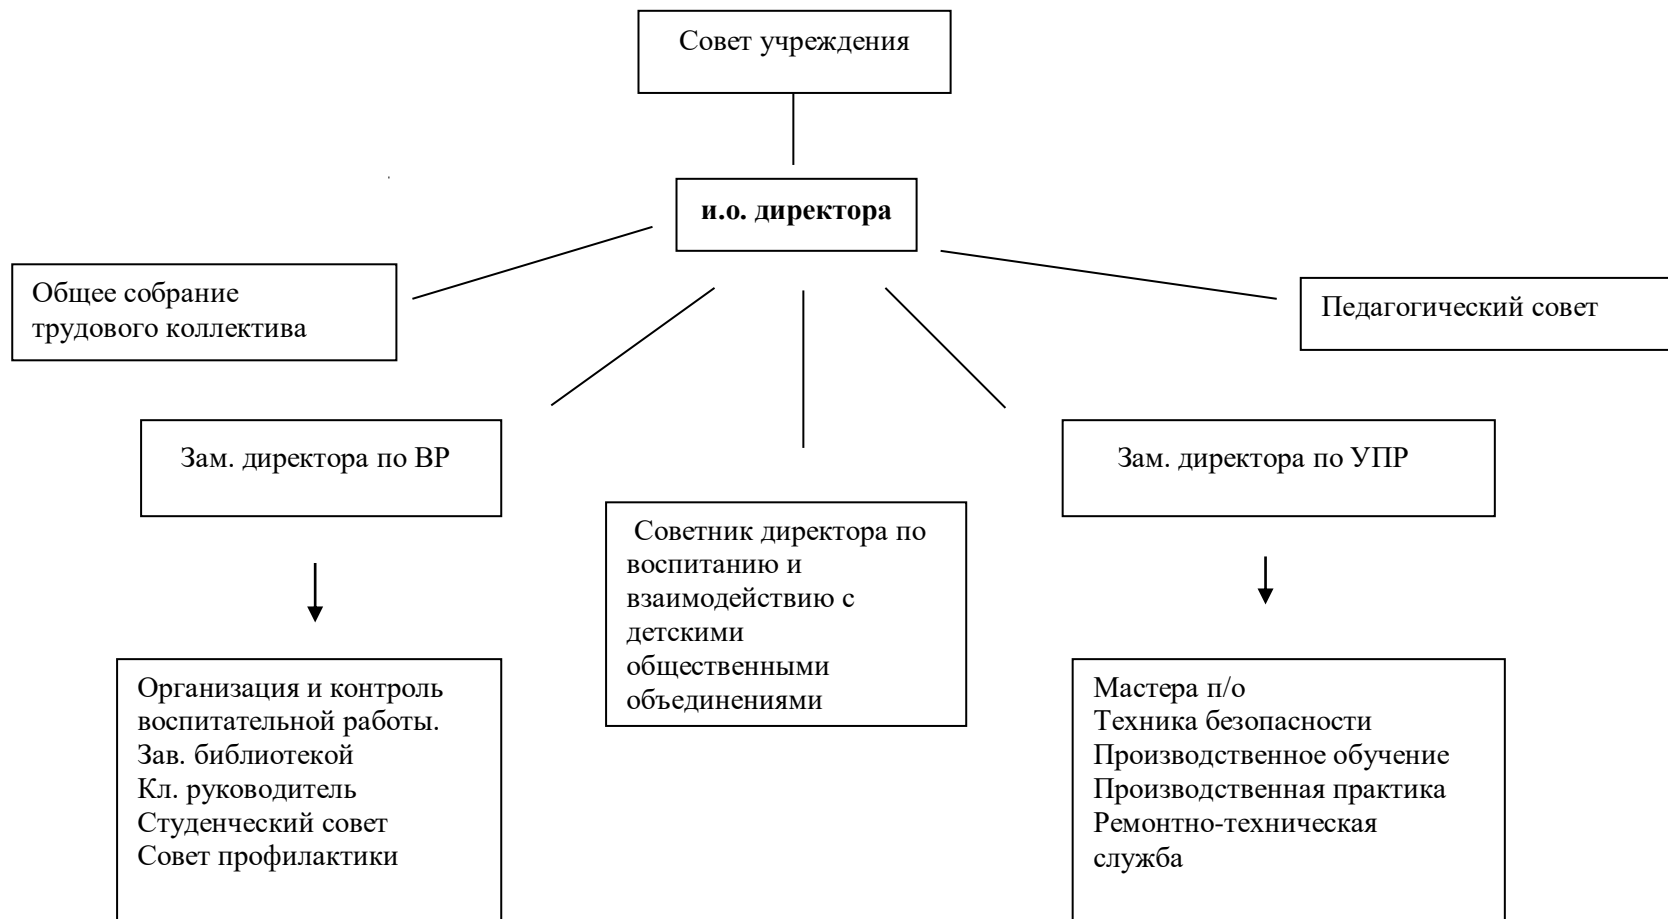 Совет учреждения
и.о. директора
Общее собрание
трудового коллектива
Педагогический совет
Зам. директора по ВР
Зам. директора по УПР
Советник директора по
воспитанию и
взаимодействию с
детскими
общественными
объединениями
Организация и контроль
воспитательной работы.
Зав. библиотекой
Кл. руководитель
Студенческий совет
Совет профилактики
Мастера п/о
Техника безопасности
Производственное обучение
Производственная практика
Ремонтно-техническая
служба